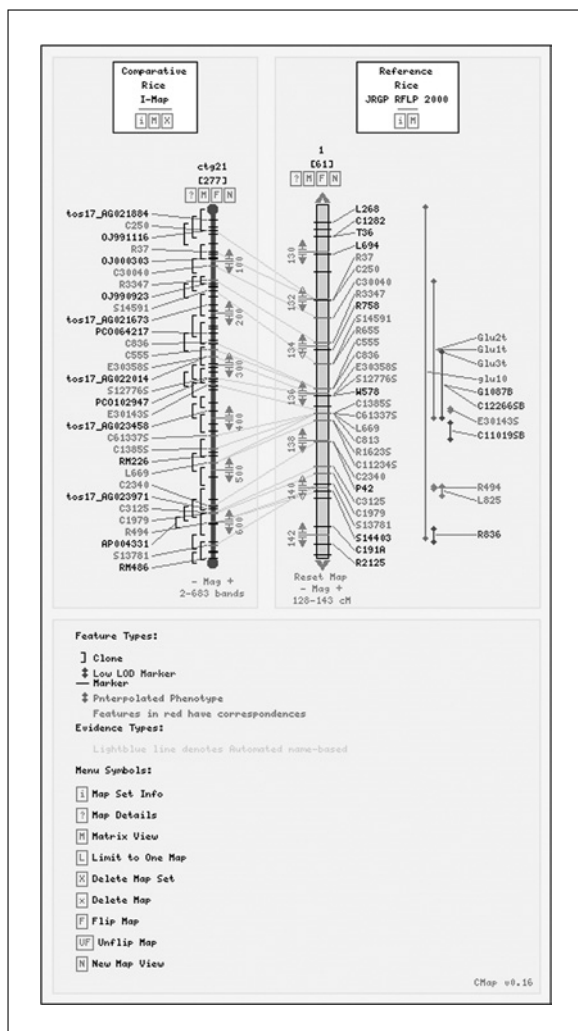 Comparative
Rice
I-Map
i M X
Reference
Rice
JRGP RFLP 2000
i M
ctg21
[277]
? M F N
1
[61]
? M F N
tos17_AG021884
C250
OJ991116
R37
OJ000303
C30040
R3347
OJ990923
S14591
tos17_AG021673
PC0064217
C836
C555
E30358S
tos17_AG022014
S12776S
PC0102947
E30143S
tos17_AG023458
C61337S
C1385S
RM226
L669
C2340
tos17_AG023971
C3125
C1979
R494
AP004331
S13781
RM486
100
200
300
400
500
600
- Mag +
2-683 bands
130
132
134
136
138
140
142
L268
C1282
T36
L694
R37
C250
C30040
R3347
R758
S14591
R655
C555
C836
E30358S
S12776S
W578
C1385S
C61337S
L669
C813
R1623S
C11234S
C2340
P42
C3125
C1979
S13781
S14403
C191A
R2125
Reset Map
- Mag +
128-143 cM
Glu2t
Glu1t
Glu3t
glu10
G1087B
C12266SB
E30143S
C11019SB
R494
L825
R836
Feature Types:
Clone
Low LOD Marker
Marker
Pnterpolated Phenotype
Features in red have correspondences
Evidence Types:
Lightblue line denotes Automated name-based
Menu Symbols:
i Map Set Info
? Map Details
M Matrix View
L Limit to One Map
X Delete Map Set
x Delete Map
F Flip Map
UF Unflip Map
N New Map View
CMap v0.16